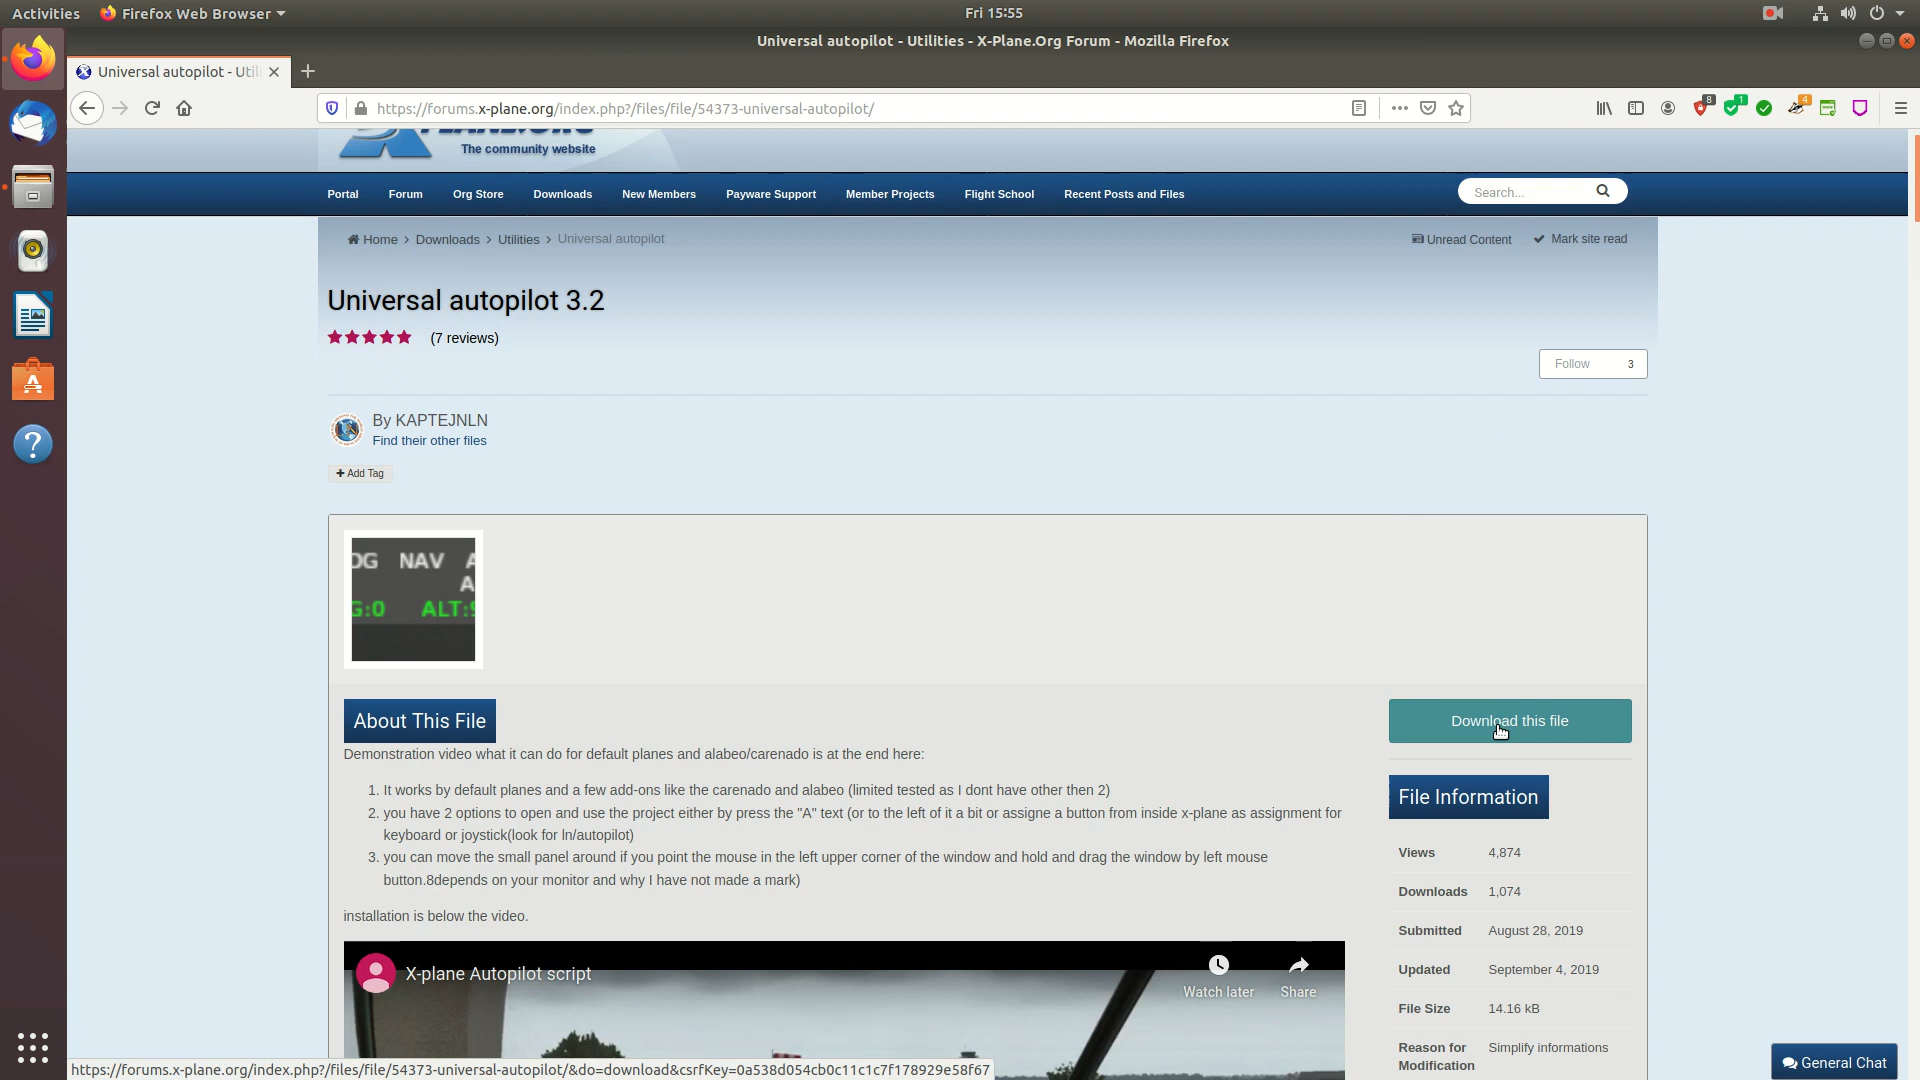 Activities
Firefox Web Browser
Fri 15:55
Universal autopilot - Utilities - X-Plane.Org Forum - Mozilla Firefox
Universal autopilot - Util
https://forums.x-plane.org/index.php?/files/file/54373-universal-autopilot/
8
1
4
PLANE.ORG
The community website
Portal Forum Org Store Downloads New Members Payware Support Member Projects Flight School Recent Posts and Files
Search...
Home > Downloads > Utilities > Universal autopilot
Unread Content
Mark site read
Universal autopilot 3.2
(7 reviews)
Follow 3
By KAPTEJNLN
Find their other files
+ Add Tag
OG NAV A
A
G:0 ALT:9
About This File
Download this file
Demonstration video what it can do for default planes and alabeo/carenado is at the end here:
1. It works by default planes and a few add-ons like the carenado and alabeo (limited tested as I dont have other then 2)
2. you have 2 options to open and use the project either by press the "A" text (or to the left of it a bit or assigne a button from inside x-plane as assignment for
keyboard or joystick(look for ln/autopilot)
3. you can move the small panel around if you point the mouse in the left upper corner of the window and hold and drag the window by left mouse
button.8depends on your monitor and why I have not made a mark)
installation is below the video.
X-plane Autopilot script
Watch later
Share
File Information
Views 4,874
Downloads 1,074
Submitted August 28, 2019
Updated September 4, 2019
File Size 14.16 kB
Reason for Modification Simplify informations
General Chat
https://forums.x-plane.org/index.php?/files/file/54373-universal-autopilot/&do=download&csrfKey=0a538d054cb0c11c1c7f178929e58f67